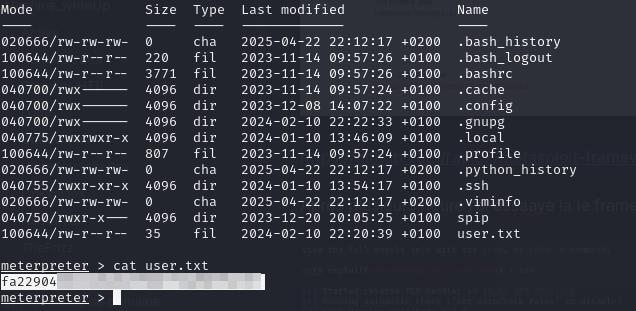 Mode Size Type Last modified Name
---- ---- ---- ------------- ----
020666/rw-rw-rw- 0 cha 2025-04-22 22:12:17 +0200 .bash_history
100644/rw-r--r-- 220 fil 2023-11-14 09:57:26 +0100 .bash_logout
100644/rw-r--r-- 3771 fil 2023-11-14 09:57:26 +0100 .bashrc
040700/rwx------ 4096 dir 2023-11-14 09:57:24 +0100 .cache
040700/rwx------ 4096 dir 2023-12-08 14:07:22 +0100 .config
040700/rwx------ 4096 dir 2024-02-10 22:22:33 +0100 .gnupg
040775/rwxrwxr-x 4096 dir 2024-01-10 13:46:09 +0100 .local
100644/rw-r--r-- 807 fil 2023-11-14 09:57:24 +0100 .profile
020666/rw-rw-rw- 0 cha 2025-04-22 22:12:17 +0200 .python_history
040755/rwxr-xr-x 4096 dir 2024-01-10 13:54:17 +0100 .ssh
020666/rw-rw-rw- 0 cha 2025-04-22 22:12:17 +0200 .viminfo
040750/rwxr-x--- 4096 dir 2023-12-20 20:05:25 +0100 spip
100644/rw-r--r-- 35 fil 2024-02-10 22:20:39 +0100 user.txt
meterpreter > cat user.txt
fa22904
meterpreter >